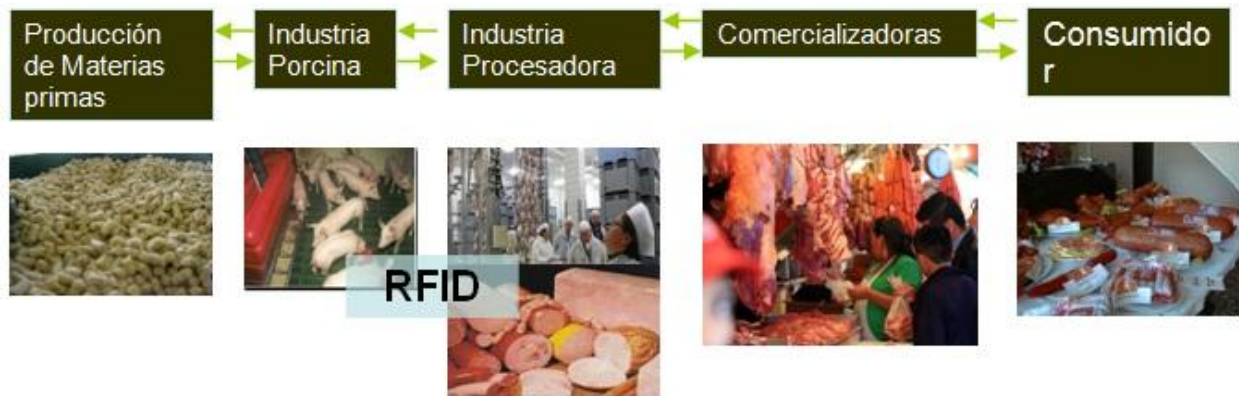 Producción
de Materias
primas
Industria
Porcina
Industria
Procesadora
Comercializadoras
Consumido
r
RFID